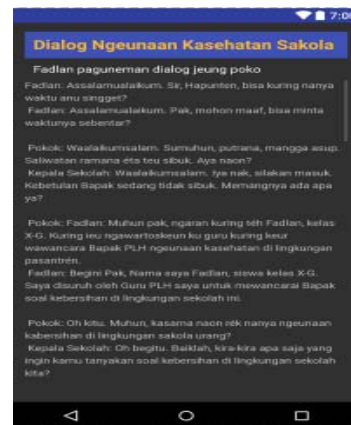 7:00
Dialog Ngeunaan Kasehatan Sakola
Fadlan paguneman dialog jeung poko
Fadlan: Assalamualaikum. Sir, Hapunten, bisa kuring nanya
waktu anu singget?
Fadlan: Assalamualaikum. Pak, mohon maaf, bisa minta
waktunya sebentar?
Pokok: Waalaikumsalam. Sumuhun, putrana, mangga asup.
Saliwatan ramana éta teu sibuk. Aya naon?
Kepala Sekolah: Waalaikumsalam. Iya nak, silakan masuk.
Kebetulan Bapak sedang tidak sibuk. Memangnya ada apa
ya?
Pokok: Fadlan: Muhun pak, ngaran kuring téh Fadlan, kelas
X-G. Kuring ieu ngawartoskeun ku guru kuring keur
wawancara Bapak PLH ngeunaan kasehatan di lingkungan
pasantrén.
Fadlan: Begini Pak, Nama saya Fadlan, siswa kelas X-G.
Saya disuruh oleh Guru PLH saya untuk mewancarai Bapak
soal kebersihan di lingkungan sekolah ini.
Pokok: Oh kitu. Muhun, kasarna naon rék nanya ngeunaan
kabersihan di lingkungan sakola urang?
Kepala Sekolah: Oh begitu. Baiklah, kira-kira apa saja yang
ingin kamu tanyakan soal kebersihan di lingkungan sekolah
kita?